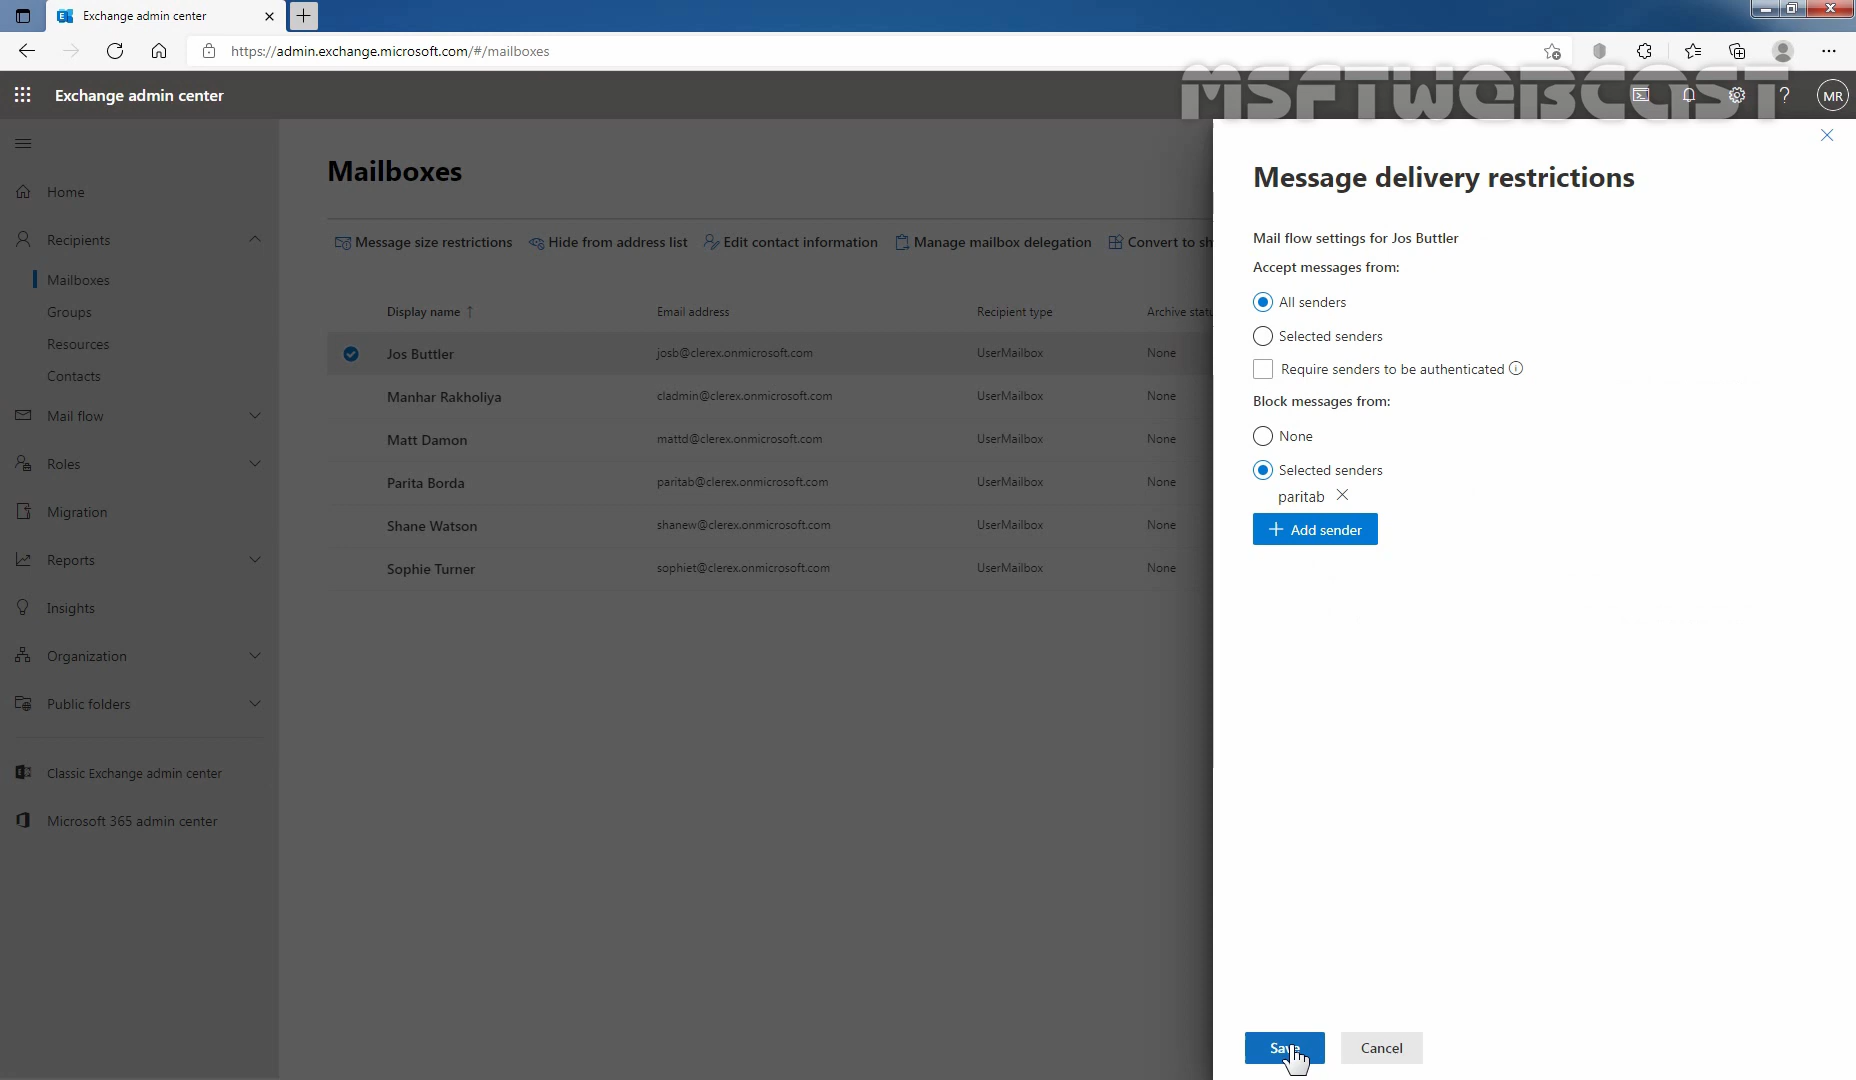 Exchange admin center
https://admin.exchange.microsoft.com/#/mailboxes
MSFTWEBCAST
Exchange admin center
MR
Home
Recipients
Mailboxes
Groups
Resources
Contacts
Mail flow
Roles
Migration
Reports
Insights
Organization
Public folders
Classic Exchange admin center
Microsoft 365 admin center
Mailboxes
Message size restrictions Hide from address list Edit contact information Manage mailbox delegation Convert to sh
Display name ↑ Email address Recipient type Archive statu
Jos Buttler josb@clerex.onmicrosoft.com UserMailbox None
Manhar Rakholiya cladmin@clerex.onmicrosoft.com UserMailbox None
Matt Damon mattd@clerex.onmicrosoft.com UserMailbox None
Parita Borda paritab@clerex.onmicrosoft.com UserMailbox None
Shane Watson shanew@clerex.onmicrosoft.com UserMailbox None
Sophie Turner sophiet@clerex.onmicrosoft.com UserMailbox None
Message delivery restrictions
Mail flow settings for Jos Buttler
Accept messages from:
All senders
Selected senders
Require senders to be authenticated
Block messages from:
None
Selected senders
paritab
+ Add sender
Save Cancel